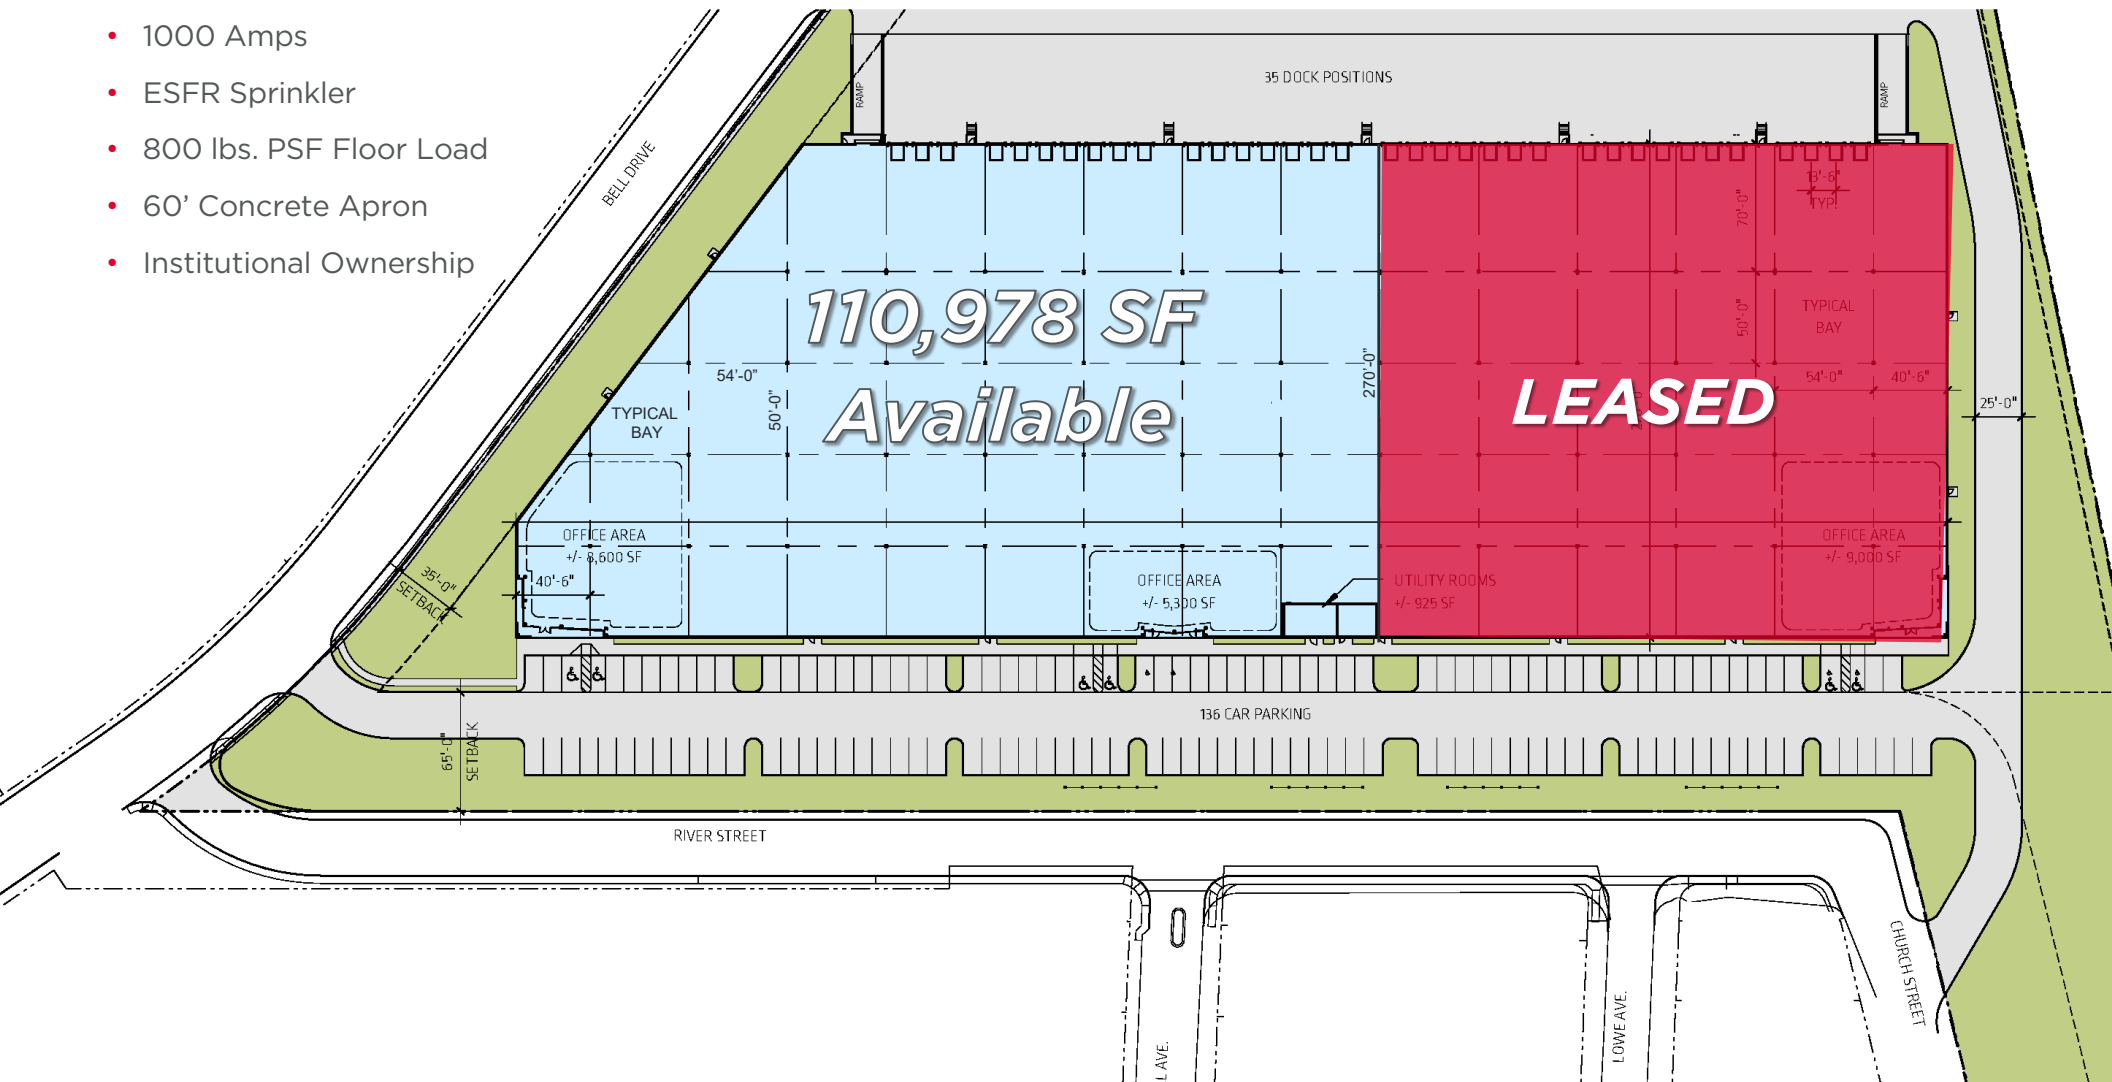 • 1000 Amps
• ESFR Sprinkler
• 800 lbs. PSF Floor Load
• 60’ Concrete Apron
• Institutional Ownership
35 DOCK POSITIONS
RAMP
RAMP
BELL DRIVE
13'-6"
TYP.
70'-0"
50'-0"
TYPICAL
BAY
54'-0"
40'-6"
25'-0"
110,978 SF
Available
LEASED
270'-0"
54'-0"
50'-0"
TYPICAL
BAY
OFFICE AREA
+/- 8,600 SF
40'-6"
OFFICE AREA
+/- 5,300 SF
UTILITY ROOMS
+/- 925 SF
OFFICE AREA
+/- 9,000 SF
35'-0"
SETBACK
65'-0"
SETBACK
136 CAR PARKING
RIVER STREET
CHURCH STREET
LOWE AVE.
L AVE.